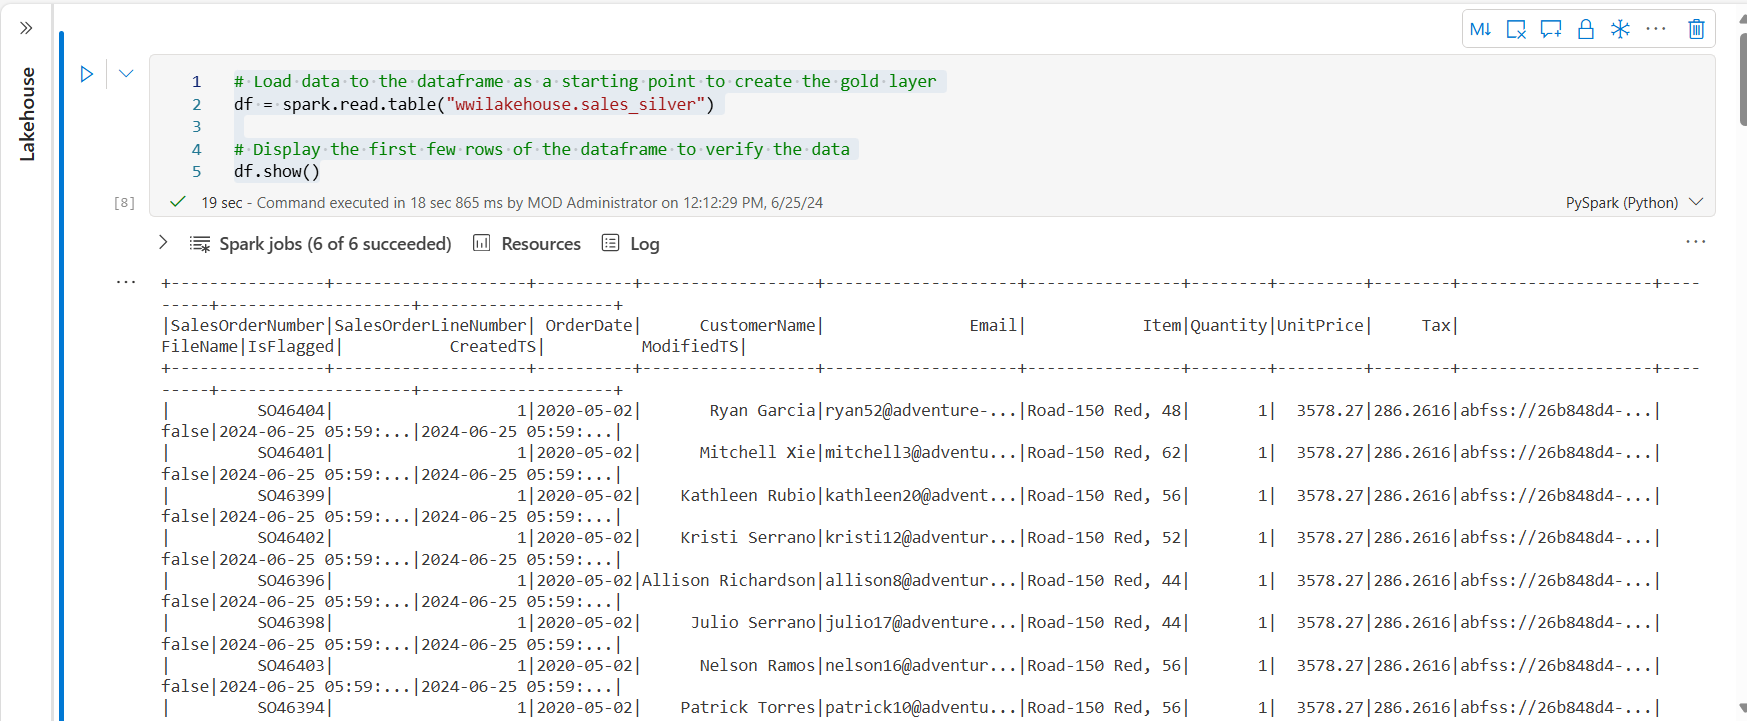 Lakehouse
M↓
1 # Load data to the dataframe as a starting point to create the gold layer
2 df = spark.read.table("wwilakehouse.sales_silver")
3
4 # Display the first few rows of the dataframe to verify the data
5 df.show()
[8]
19 sec - Command executed in 18 sec 865 ms by MOD Administrator on 12:12:29 PM, 6/25/24
PySpark (Python)
Spark jobs (6 of 6 succeeded) Resources Log
+----------------+--------------------+----------+------------------+--------------------+----------------+--------+---------+--------+--------------------+----
-----+--------------------+--------------------+
|SalesOrderNumber|SalesOrderLineNumber| OrderDate|      CustomerName|               Email|            Item|Quantity|UnitPrice|     Tax|
FileName|IsFlagged|           CreatedTS|          ModifiedTS|
+----------------+--------------------+----------+------------------+--------------------+----------------+--------+---------+--------+--------------------+----
-----+--------------------+--------------------+
|         SO46404|                   1|2020-05-02|       Ryan Garcia|ryan52@adventure-...|Road-150 Red, 48|       1|  3578.27|286.2616|abfss://26b848d4-...|
false|2024-06-25 05:59:...|2024-06-25 05:59:...|
|         SO46401|                   1|2020-05-02|      Mitchell Xie|mitchell3@adventu...|Road-150 Red, 62|       1|  3578.27|286.2616|abfss://26b848d4-...|
false|2024-06-25 05:59:...|2024-06-25 05:59:...|
|         SO46399|                   1|2020-05-02|    Kathleen Rubio|kathleen20@advent...|Road-150 Red, 56|       1|  3578.27|286.2616|abfss://26b848d4-...|
false|2024-06-25 05:59:...|2024-06-25 05:59:...|
|         SO46402|                   1|2020-05-02|    Kristi Serrano|kristi12@adventur...|Road-150 Red, 52|       1|  3578.27|286.2616|abfss://26b848d4-...|
false|2024-06-25 05:59:...|2024-06-25 05:59:...|
|         SO46396|                   1|2020-05-02|Allison Richardson|allison8@adventur...|Road-150 Red, 44|       1|  3578.27|286.2616|abfss://26b848d4-...|
false|2024-06-25 05:59:...|2024-06-25 05:59:...|
|         SO46398|                   1|2020-05-02|     Julio Serrano|julio17@adventure...|Road-150 Red, 44|       1|  3578.27|286.2616|abfss://26b848d4-...|
false|2024-06-25 05:59:...|2024-06-25 05:59:...|
|         SO46403|                   1|2020-05-02|      Nelson Ramos|nelson16@adventur...|Road-150 Red, 56|       1|  3578.27|286.2616|abfss://26b848d4-...|
false|2024-06-25 05:59:...|2024-06-25 05:59:...|
|         SO46394|                   1|2020-05-02|    Patrick Torres|patrick10@adventu...|Road-150 Red, 56|       1|  3578.27|286.2616|abfss://26b848d4-...|